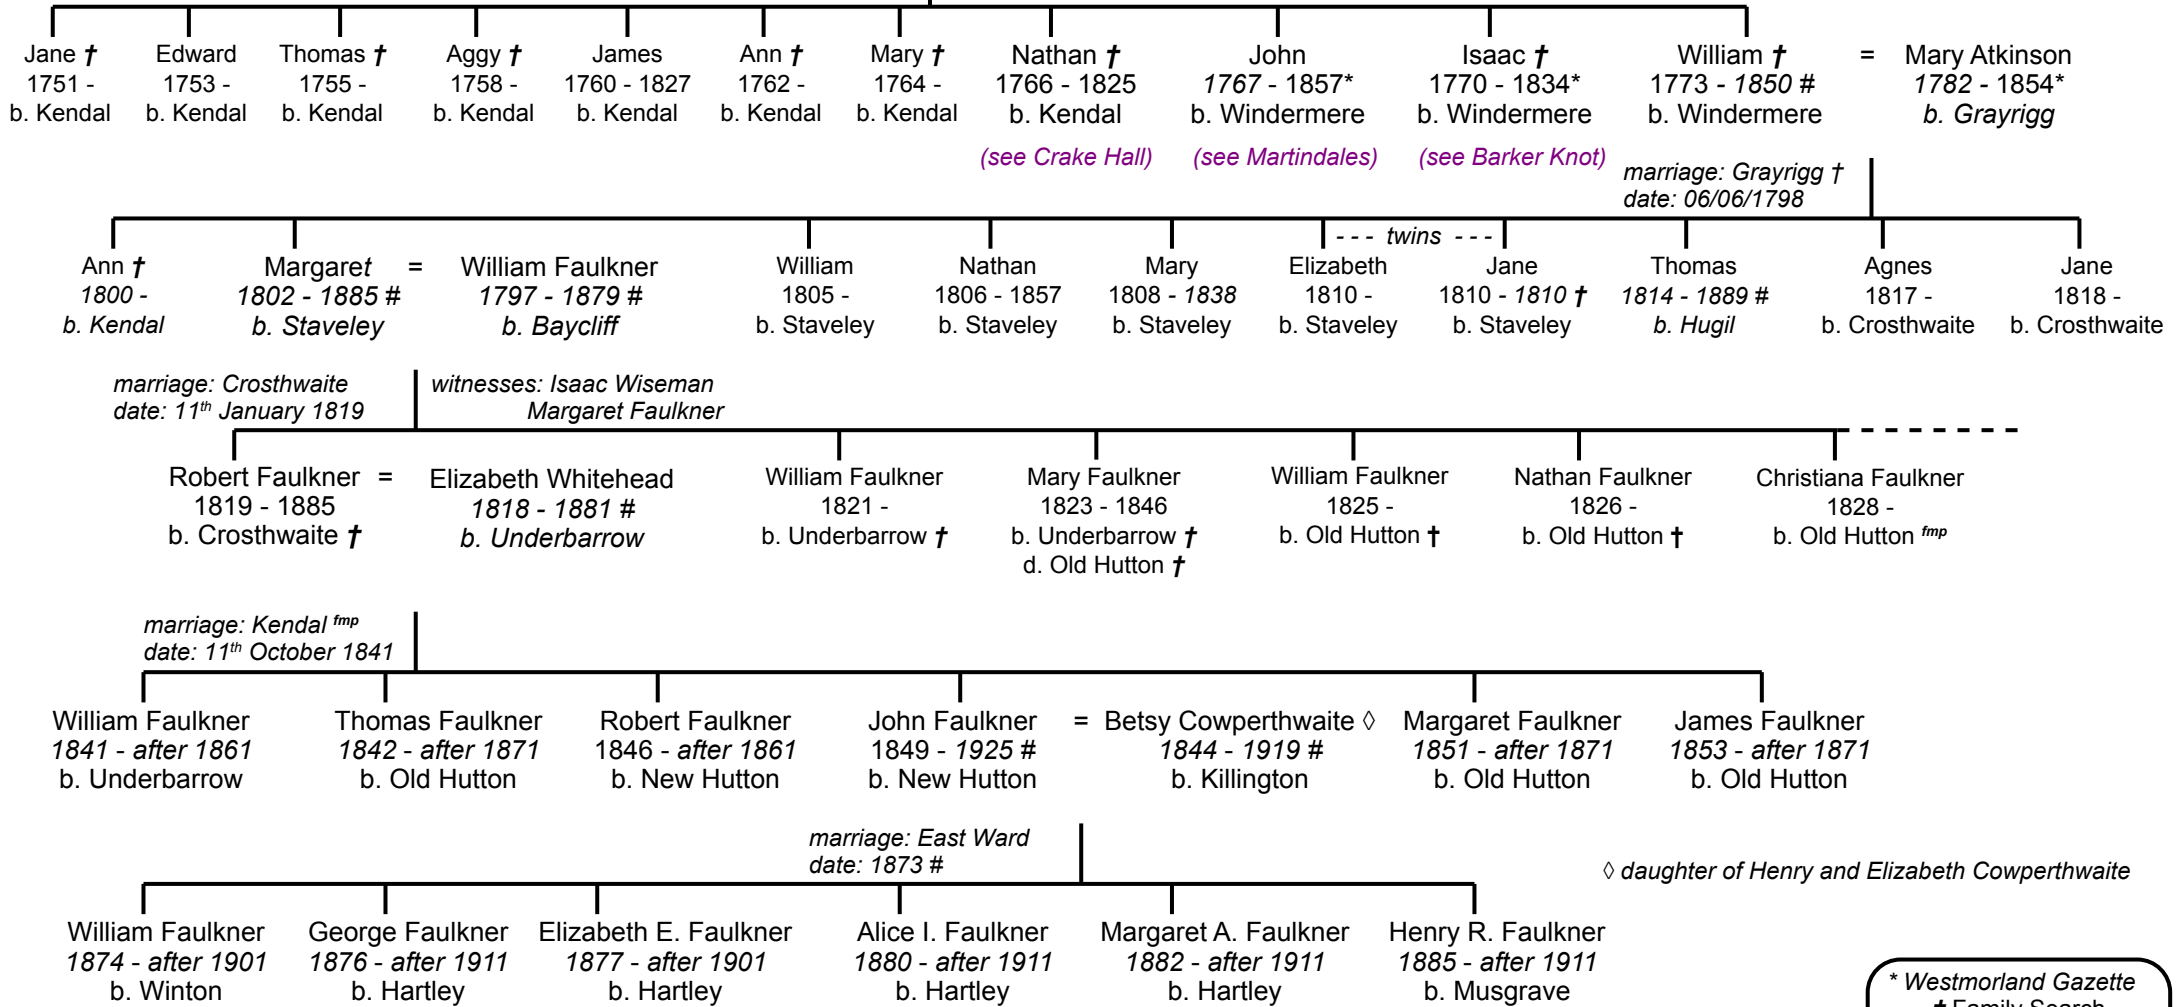 Jane †
1751 -
b. Kendal
Edward
1753 -
b. Kendal
Thomas †
1755 -
b. Kendal
Aggy †
1758 -
b. Kendal
James
1760 - 1827
b. Kendal
Ann †
1762 -
b. Kendal
Mary †
1764 -
b. Kendal
Nathan †
1766 - 1825
b. Kendal
(see Crake Hall)
John
1767 - 1857*
b. Windermere
(see Martindales)
Isaac †
1770 - 1834*
b. Windermere
(see Barker Knot)
William †
1773 - 1850 #
b. Windermere
=
Mary Atkinson
1782 - 1854*
b. Grayrigg
marriage: Grayrigg †
date: 06/06/1798
Ann †
1800 -
b. Kendal
Margaret
1802 - 1885 #
b. Staveley
=
William Faulkner
1797 - 1879 #
b. Baycliff
William
1805 -
b. Staveley
Nathan
1806 - 1857
b. Staveley
Mary
1808 - 1838
b. Staveley
- - - twins - - -
Elizabeth
1810 -
b. Staveley
Jane
1810 - 1810 †
b. Staveley
Thomas
1814 - 1889 #
b. Hugil
Agnes
1817 -
b. Crosthwaite
Jane
1818 -
b. Crosthwaite
marriage: Crosthwaite
date: 11th January 1819
witnesses: Isaac Wiseman
Margaret Faulkner
Robert Faulkner
1819 - 1885
b. Crosthwaite †
=
Elizabeth Whitehead
1818 - 1881 #
b. Underbarrow
William Faulkner
1821 -
b. Underbarrow †
Mary Faulkner
1823 - 1846
b. Underbarrow †
d. Old Hutton †
William Faulkner
1825 -
b. Old Hutton †
Nathan Faulkner
1826 -
b. Old Hutton †
Christiana Faulkner
1828 -
b. Old Hutton fmp
marriage: Kendal fmp
date: 11th October 1841
William Faulkner
1841 - after 1861
b. Underbarrow
Thomas Faulkner
1842 - after 1871
b. Old Hutton
Robert Faulkner
1846 - after 1861
b. New Hutton
John Faulkner
1849 - 1925 #
b. New Hutton
=
Betsy Cowperthwaite ◊
1844 - 1919 #
b. Killington
Margaret Faulkner
1851 - after 1871
b. Old Hutton
James Faulkner
1853 - after 1871
b. Old Hutton
marriage: East Ward
date: 1873 #
◊ daughter of Henry and Elizabeth Cowperthwaite
William Faulkner
1874 - after 1901
b. Winton
George Faulkner
1876 - after 1911
b. Hartley
Elizabeth E. Faulkner
1877 - after 1901
b. Hartley
Alice I. Faulkner
1880 - after 1911
b. Hartley
Margaret A. Faulkner
1882 - after 1911
b. Hartley
Henry R. Faulkner
1885 - after 1911
b. Musgrave
* Westmorland Gazette
† Family Search